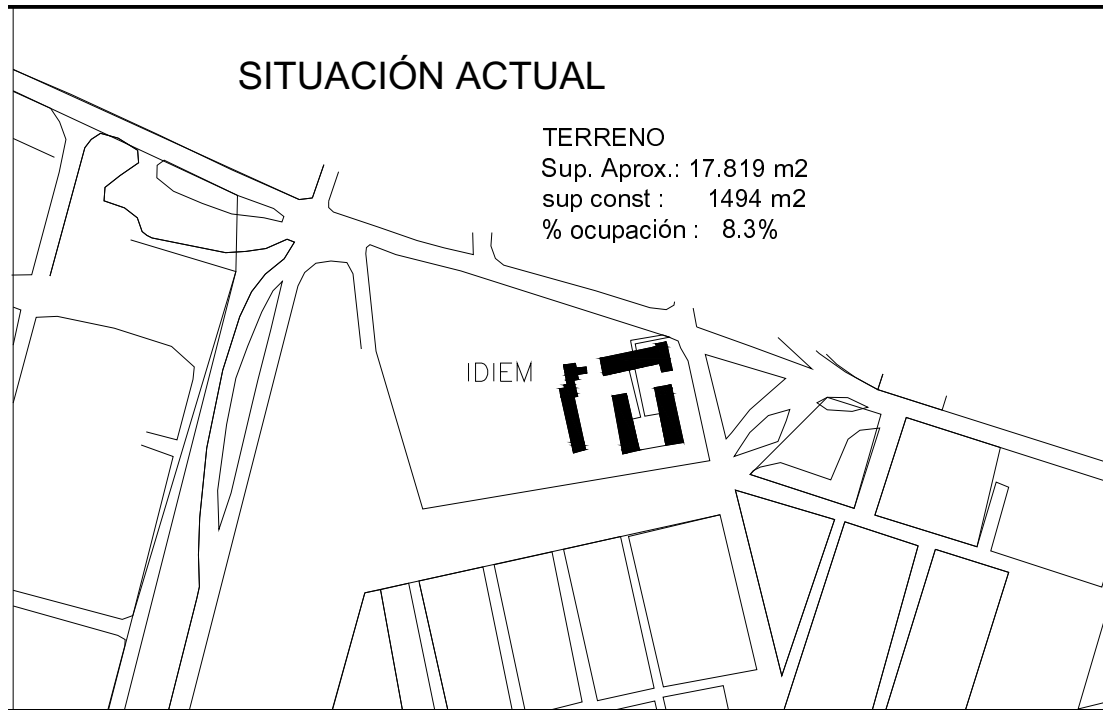 SITUACIÓN ACTUAL
TERRENO
Sup. Aprox.: 17.819 m2
sup const : 1494 m2
% ocupación : 8.3%
IDIEM